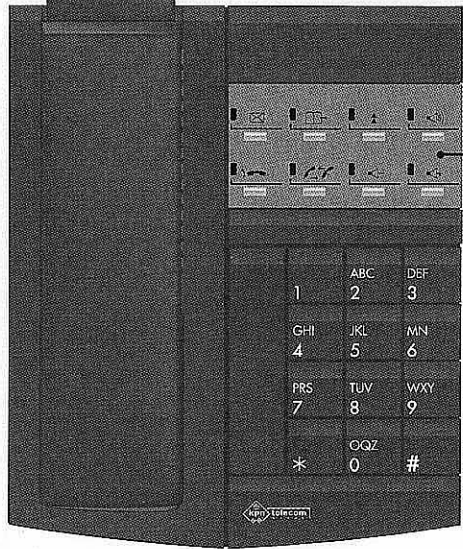 ABC DEF
1 2 3
GHI JKL MN
4 5 6
PRS TUV WXY
7 8 9
OQZ
* 0 #
kpn telecom